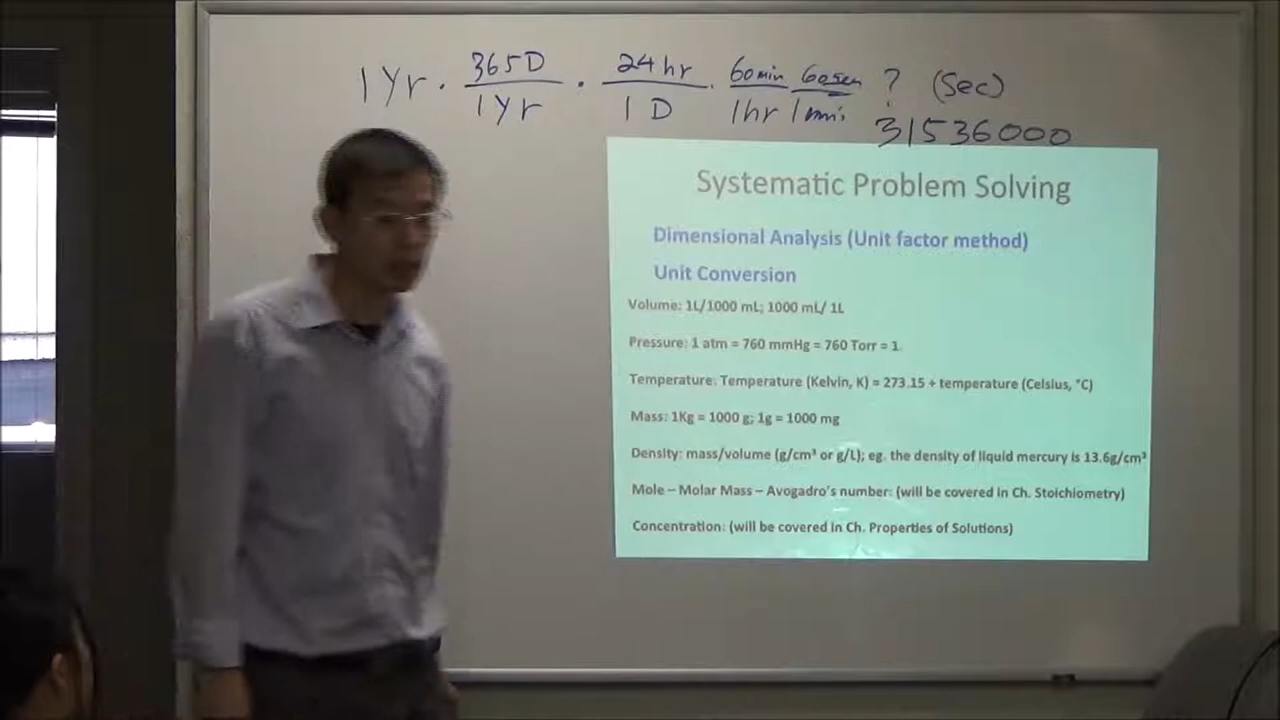 1 Yr · 365D / 1 Yr · 24 hr / 1 D · 60 min / 1 hr 60 sec / 1 min ? (Sec)
31536000
Systematic Problem Solving
Dimensional Analysis (Unit factor method)
Unit Conversion
Volume: 1L/1000 mL; 1000 mL/ 1L
Pressure: 1 atm = 760 mmHg = 760 Torr = 1
Temperature: Temperature (Kelvin, K) = 273.15 + temperature (Celsius, °C)
Mass: 1Kg = 1000 g; 1g = 1000 mg
Density: mass/volume (g/cm³ or g/L); eg. the density of liquid mercury is 13.6g/cm³
Mole – Molar Mass – Avogadro's number: (will be covered in Ch. Stoichiometry)
Concentration: (will be covered in Ch. Properties of Solutions)